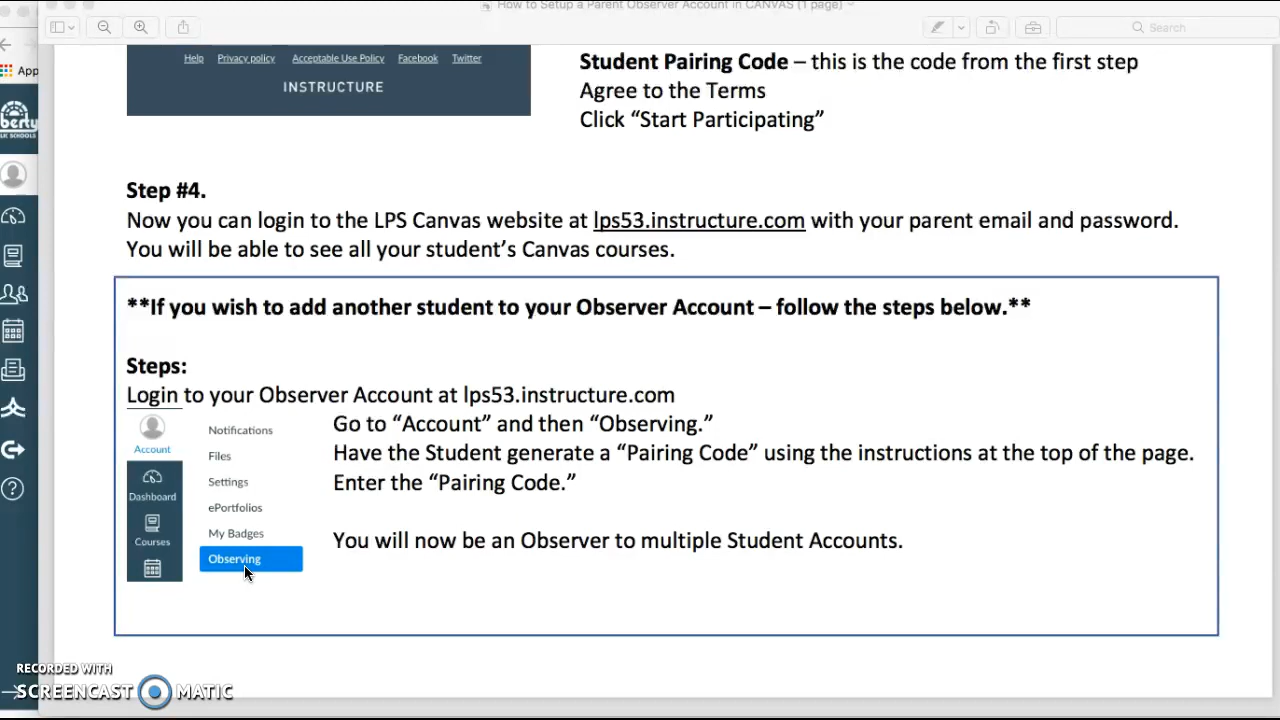 How to Setup a Parent Observer Account in CANVAS (1 page)
Search
App
Help Privacy policy Acceptable Use Policy Facebook Twitter
INSTRUCTURE
Student Pairing Code – this is the code from the first step
Agree to the Terms
Click “Start Participating”
Step #4.
Now you can login to the LPS Canvas website at lps53.instructure.com with your parent email and password.
You will be able to see all your student’s Canvas courses.
**If you wish to add another student to your Observer Account – follow the steps below.**
Steps:
Login to your Observer Account at lps53.instructure.com
Go to “Account” and then “Observing.”
Have the Student generate a “Pairing Code” using the instructions at the top of the page.
Enter the “Pairing Code.”
You will now be an Observer to multiple Student Accounts.
Account
Dashboard
Courses
Notifications
Files
Settings
ePortfolios
My Badges
Observing
RECORDED WITH
SCREENCAST MATIC